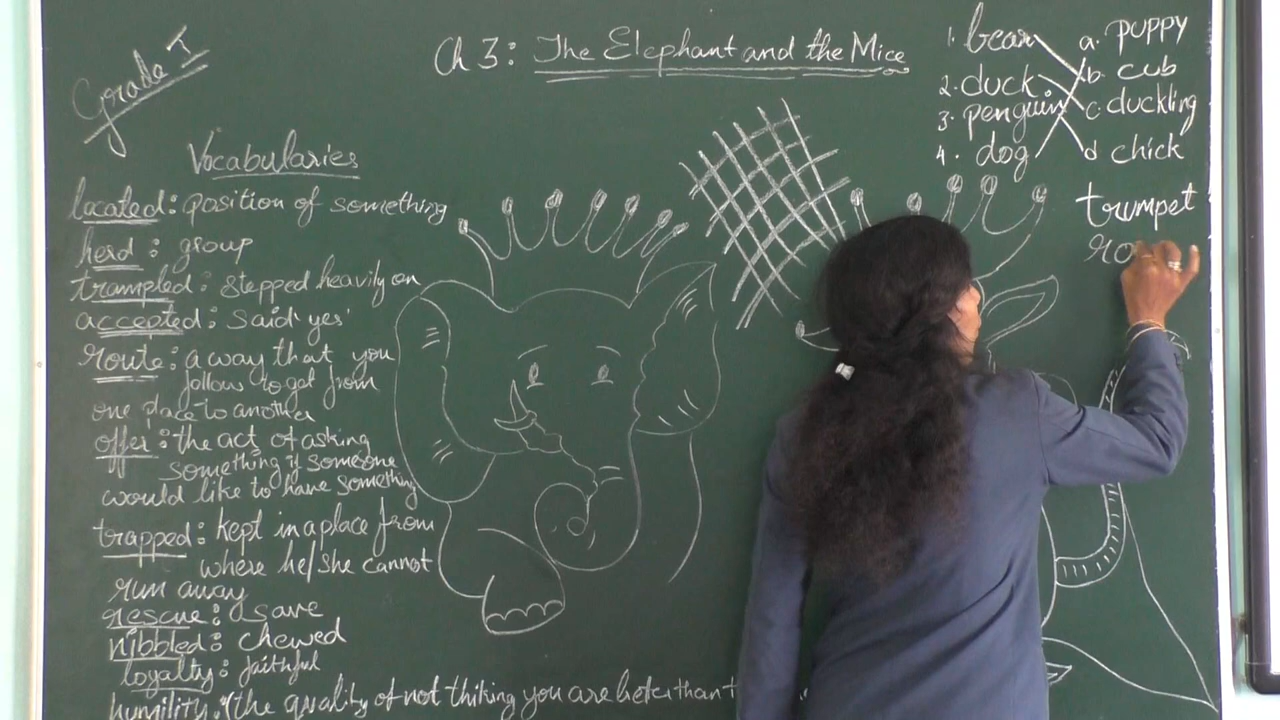 Grade I
Ch 3: The Elephant and the Mice
Vocabularies
located: position of something
herd: group
trampled: stepped heavily on
accepted: said 'yes'
route: a way that you
follow to get from
one place to another
offer: the act of asking
something if someone
would like to have something
trapped: kept in a place from
where he/she cannot
run away
rescue: save
nibbled: chewed
loyalty: faithful
humility: (the quality of not thiking you are better than
1. bear
2. duck
3. penguin
4. dog
a. puppy
b. cub
c. duckling
d chick
trumpet
ro